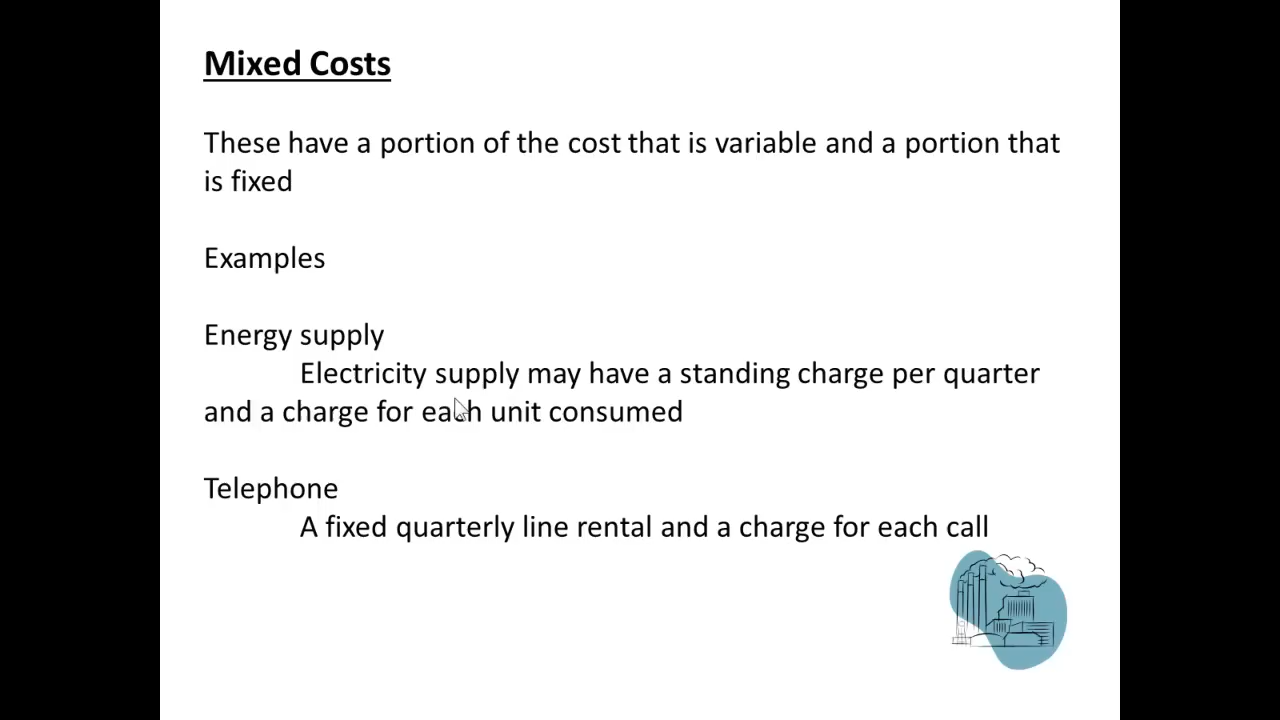 Mixed Costs
These have a portion of the cost that is variable and a portion that
is fixed
Examples
Energy supply
Electricity supply may have a standing charge per quarter
and a charge for each unit consumed
Telephone
A fixed quarterly line rental and a charge for each call